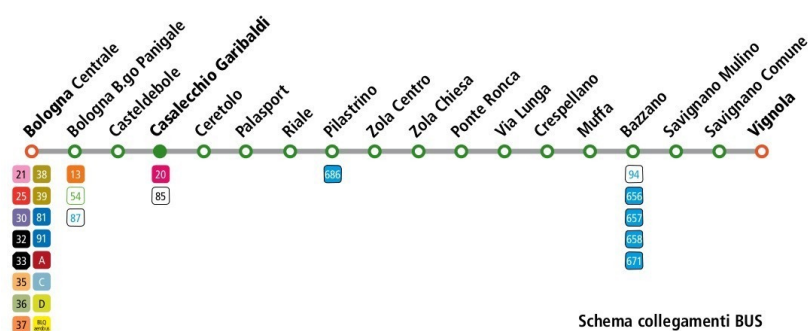 Bologna Centrale
Bologna B.go Panigale
Casteldebole
Casalecchio Garibaldi
Ceretolo
Palasport
Riale
Pilastrino
Zola Centro
Zola Chiesa
Ponte Ronca
Via Lunga
Crespellano
Muffa
Bazzano
Savignano Mulino
Savignano Comune
Vignola
21 38 13 20 686 94
25 39 54 85 656
30 81 87 657
32 91 658
33 A 671
35 C
36 D
37
Schema collegamenti BUS